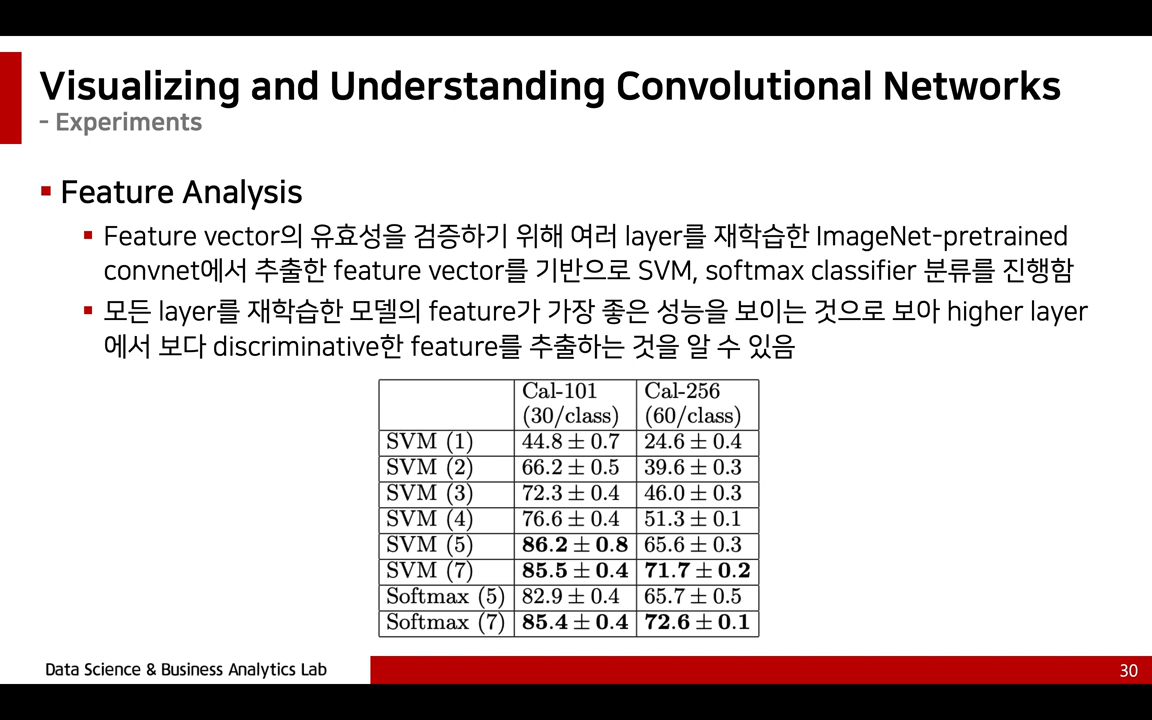 Visualizing and Understanding Convolutional Networks
- Experiments
Feature Analysis
Feature vector의 유효성을 검증하기 위해 여러 layer를 재학습한 ImageNet-pretrained
convnet에서 추출한 feature vector를 기반으로 SVM, softmax classifier 분류를 진행함
모든 layer를 재학습한 모델의 feature가 가장 좋은 성능을 보이는 것으로 보아 higher layer
에서 보다 discriminative한 feature를 추출하는 것을 알 수 있음
Cal-101 Cal-256
(30/class) (60/class)
SVM (1) 44.8 ± 0.7 24.6 ± 0.4
SVM (2) 66.2 ± 0.5 39.6 ± 0.3
SVM (3) 72.3 ± 0.4 46.0 ± 0.3
SVM (4) 76.6 ± 0.4 51.3 ± 0.1
SVM (5) 86.2 ± 0.8 65.6 ± 0.3
SVM (7) 85.5 ± 0.4 71.7 ± 0.2
Softmax (5) 82.9 ± 0.4 65.7 ± 0.5
Softmax (7) 85.4 ± 0.4 72.6 ± 0.1
Data Science & Business Analytics Lab 30